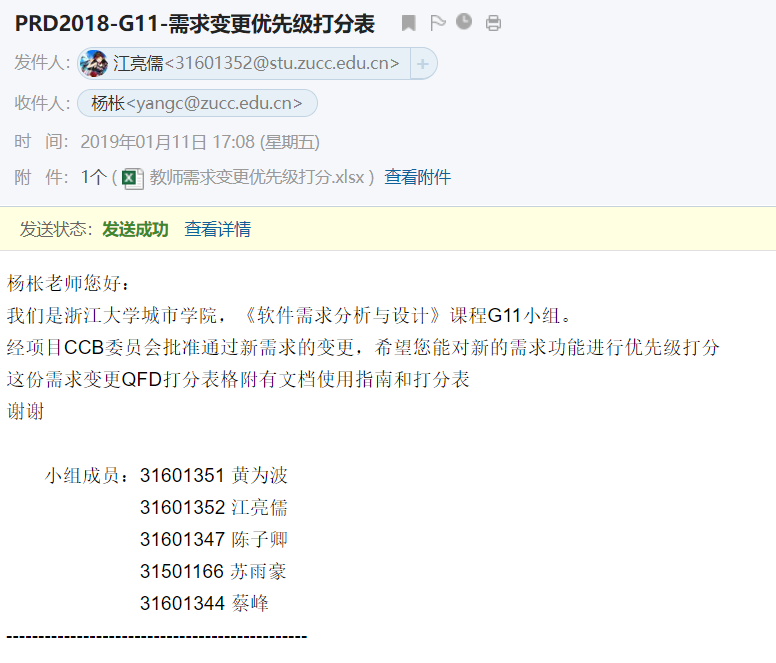 PRD2018-G11-需求变更优先级打分表
发件人：江亮儒<31601352@stu.zucc.edu.cn> +
收件人：杨枨<yangc@zucc.edu.cn>
时 间：2019年01月11日 17:08 (星期五)
附 件：1个 ( 教师需求变更优先级打分.xlsx ) 查看附件
发送状态：发送成功 查看详情
杨枨老师您好：
我们是浙江大学城市学院，《软件需求分析与设计》课程G11小组。
经项目CCB委员会批准通过新需求的变更，希望您能对新的需求功能进行优先级打分
这份需求变更QFD打分表格附有文档使用指南和打分表
谢谢
小组成员：31601351 黄为波
31601352 江亮儒
31601347 陈子卿
31501166 苏雨豪
31601344 蔡峰
-----------------------------------------------